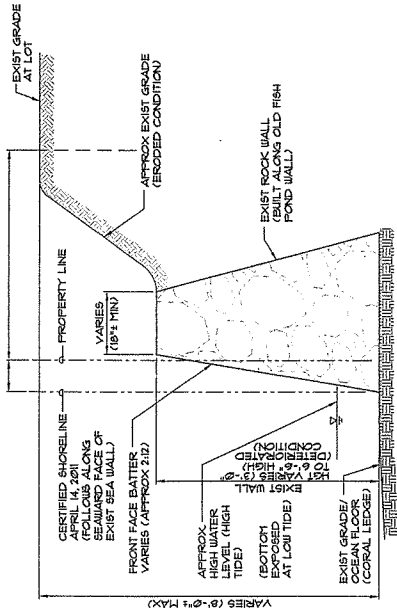 EXIST GRADE
AT LOT
PROPERTY LINE
CERTIFIED SHORELINE
APRIL 14, 2011
(FOLLOWS ALONG
SEAWARD FACE OF
EXIST SEA WALL)
APPROX EXIST GRADE
(ERODED CONDITION)
VARIES
(18"± MIN)
FRONT FACE BATTER
VARIES (APPROX 2:12)
EXIST ROCK WALL
(BUILT ALONG OLD FISH
POND WALL)
EXIST WALL
HGT VARIES (3'-0"
TO 6'-6" HIGH)
(DETERIORATED
CONDITION)
APPROX.
HIGH WATER
LEVEL (HIGH
TIDE)
(BOTTOM
EXPOSED
AT LOW TIDE)
EXIST GRADE/
OCEAN FLOOR
(CORAL LEDGE)
VARIES (8'-0"± MAX)